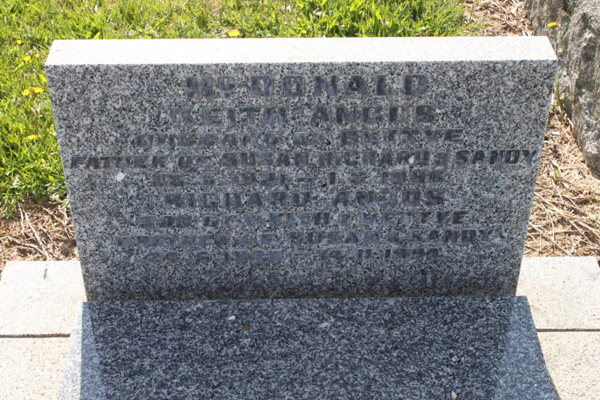 McDONALD
KEITH ANGUS
HUSBAND OF BETTYE
FATHER OF SUSAN, RICHARD & SANDY
RICHARD ANGUS
SON OF KEITH & BETTYE
BROTHER OF SUSAN & SANDY